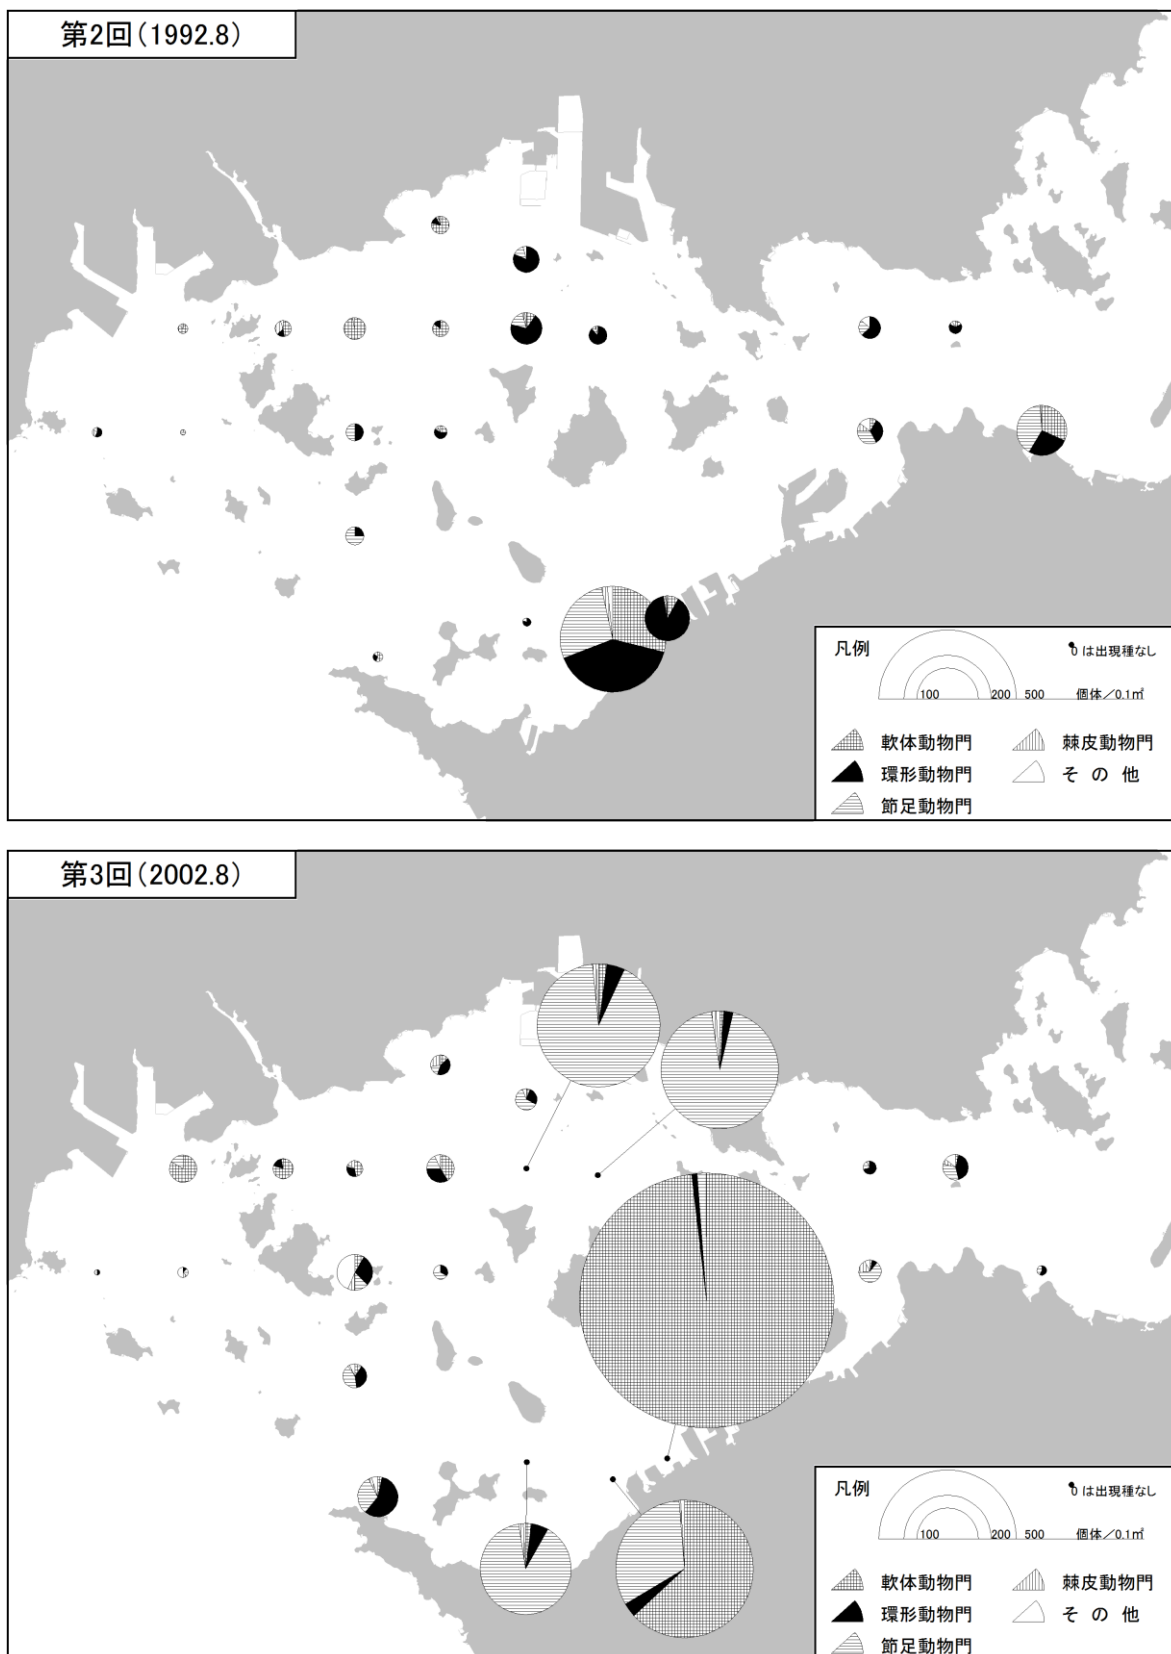 第2回(1992.8)
凡例
0 は出現種なし
100 200 500 個体/0.1㎡
軟体動物門 棘皮動物門
環形動物門 その他
節足動物門
第3回(2002.8)
凡例
0 は出現種なし
100 200 500 個体/0.1㎡
軟体動物門 棘皮動物門
環形動物門 その他
節足動物門